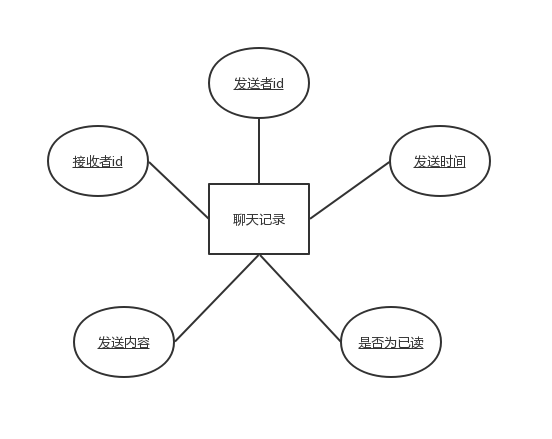 发送者id
接收者id
发送时间
聊天记录
发送内容
是否为已读